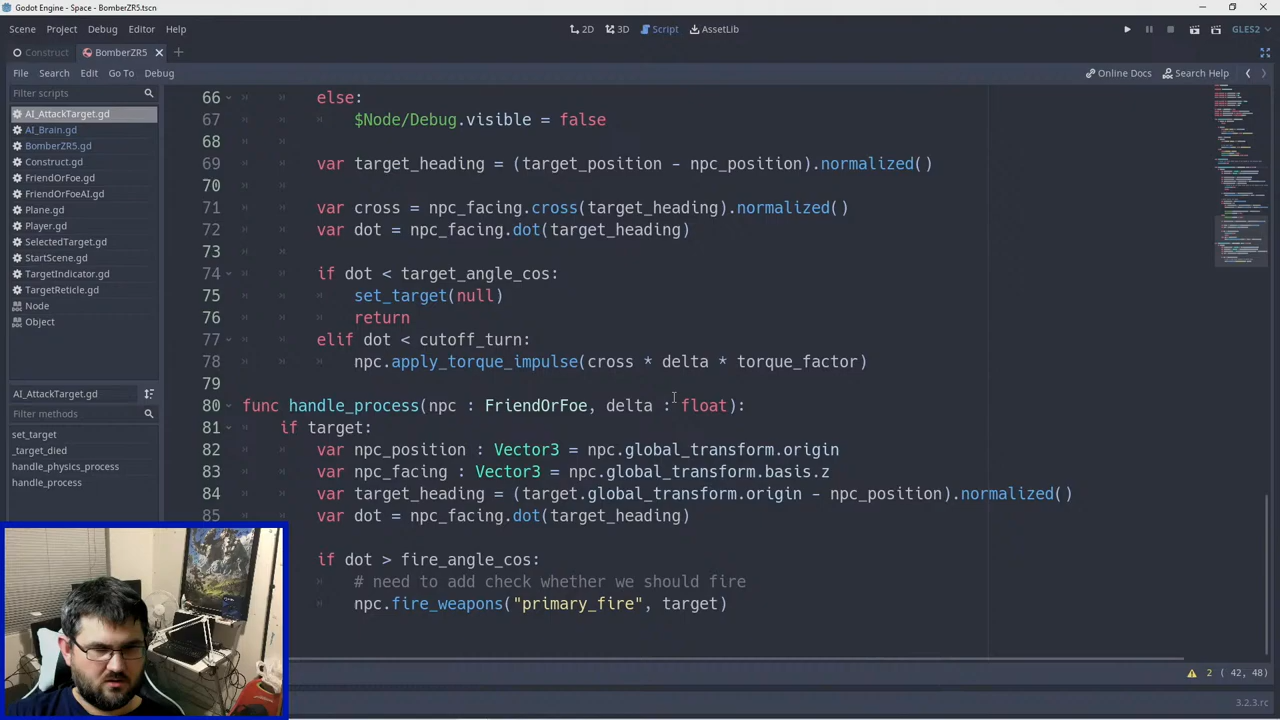 Godot Engine - Space - BomberZR5.tscn
Scene Project Debug Editor Help
2D 3D Script AssetLib
GLES2
Construct BomberZR5
File Search Edit Go To Debug
Online Docs Search Help
Filter scripts
AI_AttackTarget.gd
AI_Brain.gd
BomberZR5.gd
Construct.gd
FriendOrFoe.gd
FriendOrFoeAI.gd
Plane.gd
Player.gd
SelectedTarget.gd
StartScene.gd
TargetIndicator.gd
TargetReticle.gd
Node
Object
AI_AttackTarget.gd
Filter methods
set_target
_target_died
handle_physics_process
handle_process
66 else:
67 $Node/Debug.visible = false
68
69 var target_heading = (target_position - npc_position).normalized()
70
71 var cross = npc_facing.cross(target_heading).normalized()
72 var dot = npc_facing.dot(target_heading)
73
74 if dot < target_angle_cos:
75 set_target(null)
76 return
77 elif dot < cutoff_turn:
78 npc.apply_torque_impulse(cross * delta * torque_factor)
79
80 func handle_process(npc : FriendOrFoe, delta : float):
81 if target:
82 var npc_position : Vector3 = npc.global_transform.origin
83 var npc_facing : Vector3 = npc.global_transform.basis.z
84 var target_heading = (target.global_transform.origin - npc_position).normalized()
85 var dot = npc_facing.dot(target_heading)
if dot > fire_angle_cos:
# need to add check whether we should fire
npc.fire_weapons("primary_fire", target)
2 ( 42, 48)
3.2.3.rc